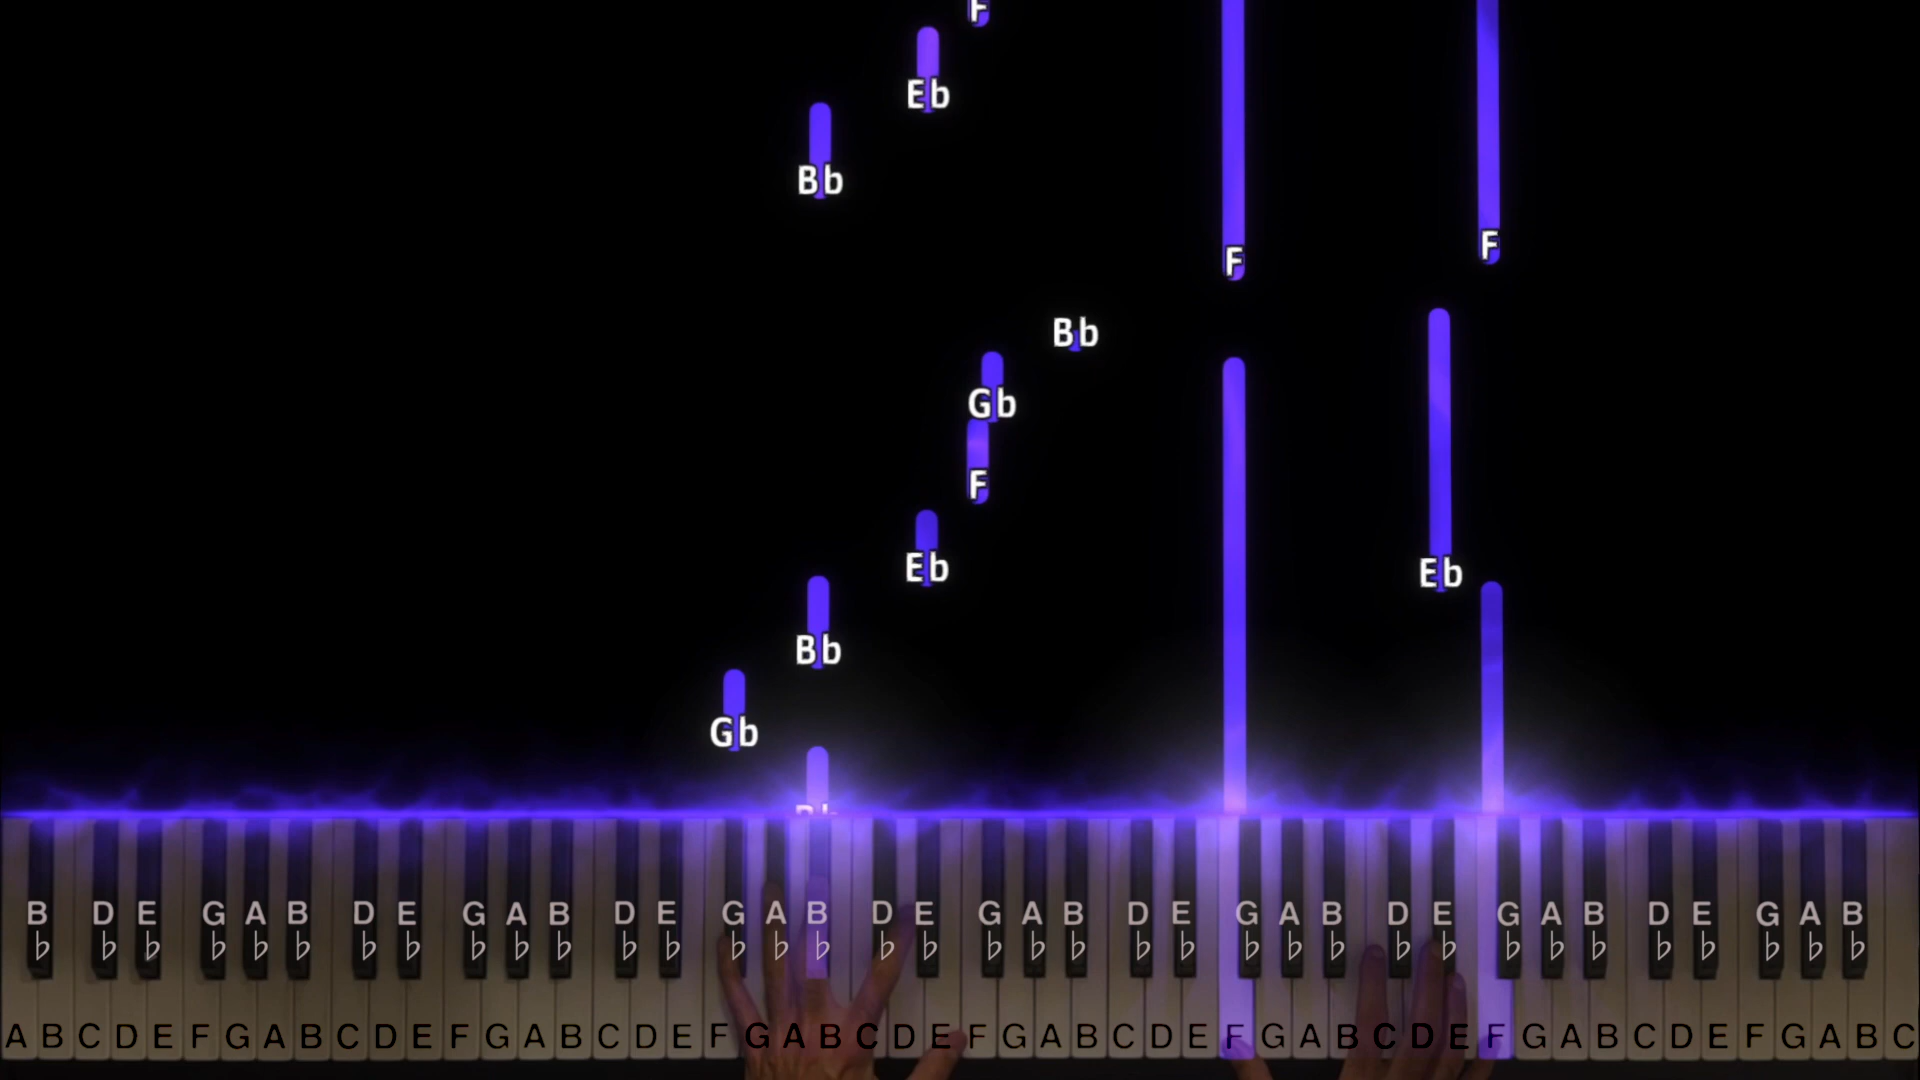 F
Eb
Bb
F
F
Bb
Gb
F
Eb
Eb
Bb
Gb
B D E G A B D E G A B D E G A B D E G A B D E G A B D E G A B D E G A B
♭ ♭ ♭ ♭ ♭ ♭ ♭ ♭ ♭ ♭ ♭ ♭ ♭ ♭ ♭ ♭ ♭ ♭ ♭ ♭ ♭ ♭ ♭ ♭ ♭ ♭ ♭ ♭ ♭ ♭ ♭ ♭ ♭ ♭ ♭ ♭
A B C D E F G A B C D E F G A B C D E F G A B C D E F G A B C D E F G A B C D E F G A B C D E F G A B C